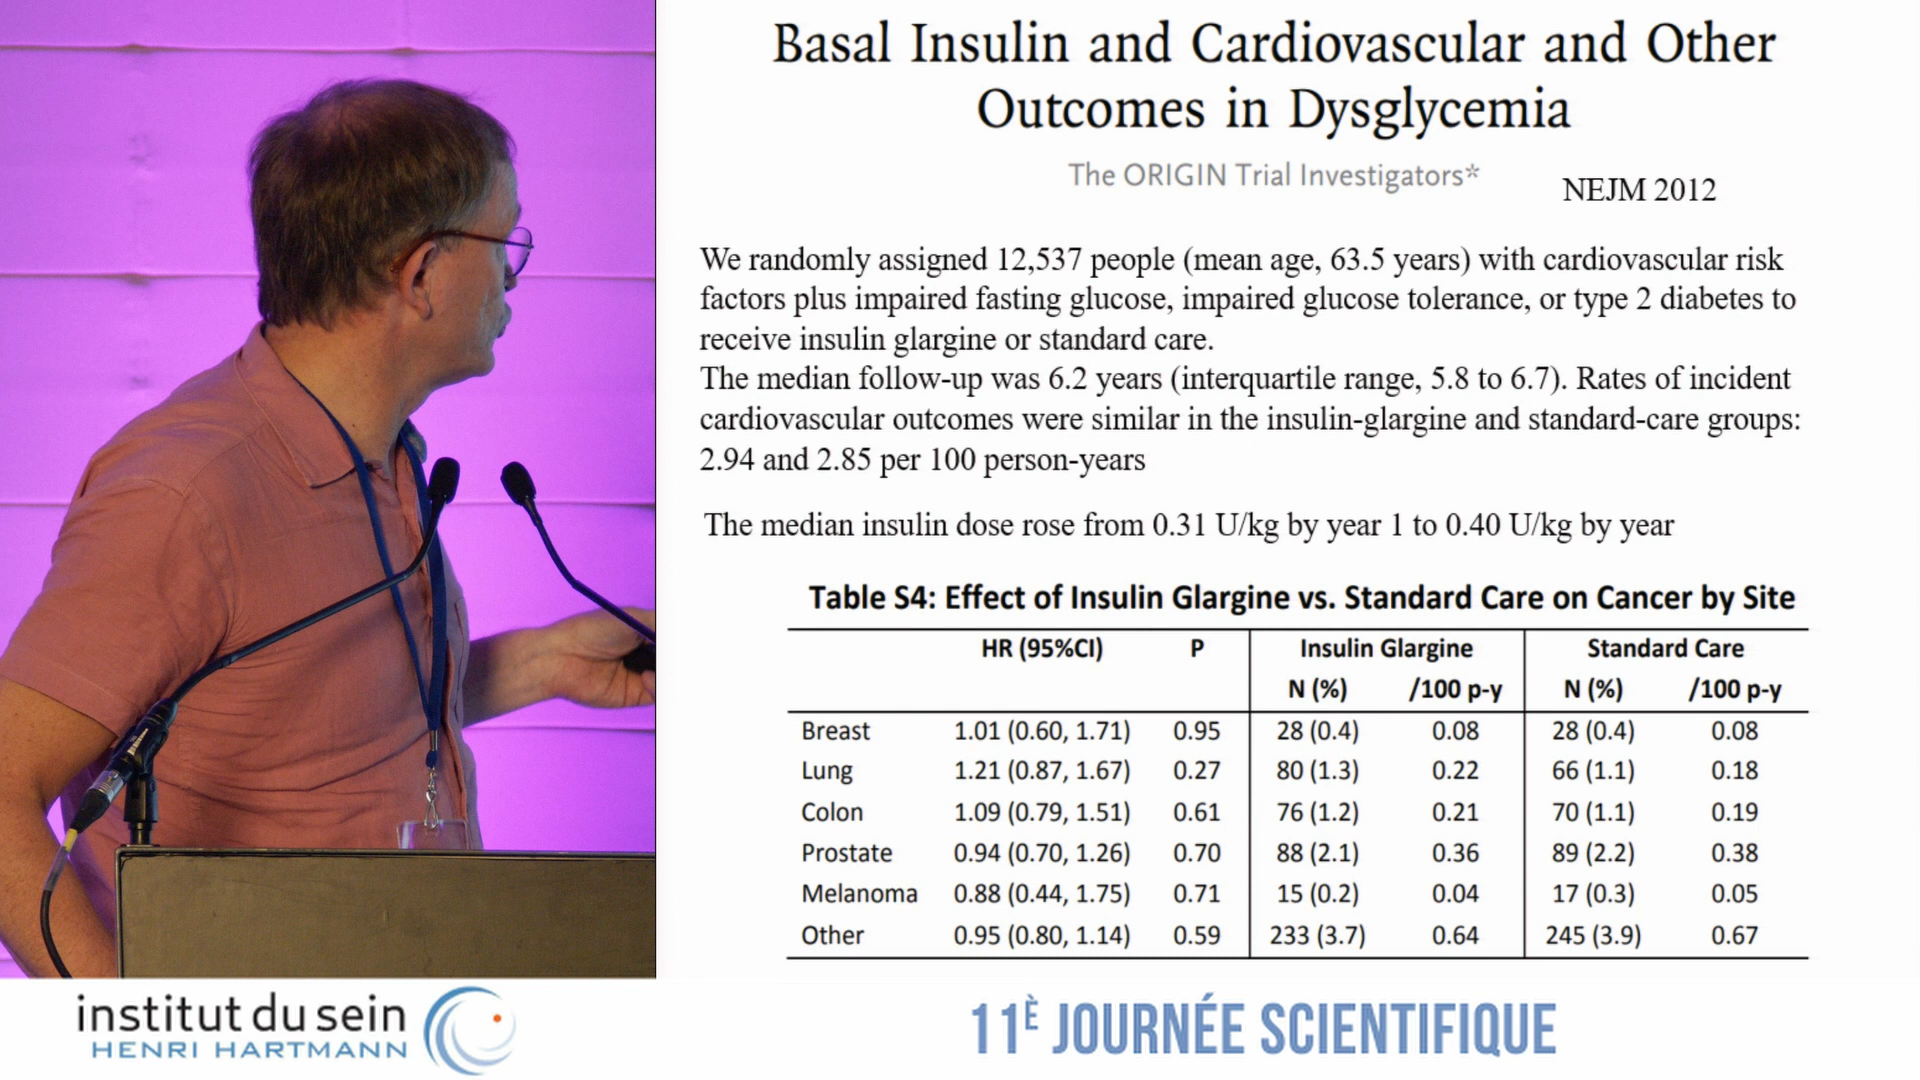 Basal Insulin and Cardiovascular and Other
Outcomes in Dysglycemia
The ORIGIN Trial Investigators*
NEJM 2012
We randomly assigned 12,537 people (mean age, 63.5 years) with cardiovascular risk
factors plus impaired fasting glucose, impaired glucose tolerance, or type 2 diabetes to
receive insulin glargine or standard care.
The median follow-up was 6.2 years (interquartile range, 5.8 to 6.7). Rates of incident
cardiovascular outcomes were similar in the insulin-glargine and standard-care groups:
2.94 and 2.85 per 100 person-years
The median insulin dose rose from 0.31 U/kg by year 1 to 0.40 U/kg by year
Table S4: Effect of Insulin Glargine vs. Standard Care on Cancer by Site
HR (95%CI) P Insulin Glargine Standard Care
N (%) /100 p-y N (%) /100 p-y
Breast 1.01 (0.60, 1.71) 0.95 28 (0.4) 0.08 28 (0.4) 0.08
Lung 1.21 (0.87, 1.67) 0.27 80 (1.3) 0.22 66 (1.1) 0.18
Colon 1.09 (0.79, 1.51) 0.61 76 (1.2) 0.21 70 (1.1) 0.19
Prostate 0.94 (0.70, 1.26) 0.70 88 (2.1) 0.36 89 (2.2) 0.38
Melanoma 0.88 (0.44, 1.75) 0.71 15 (0.2) 0.04 17 (0.3) 0.05
Other 0.95 (0.80, 1.14) 0.59 233 (3.7) 0.64 245 (3.9) 0.67
institut du sein
HENRI HARTMANN
11È JOURNÉE SCIENTIFIQUE